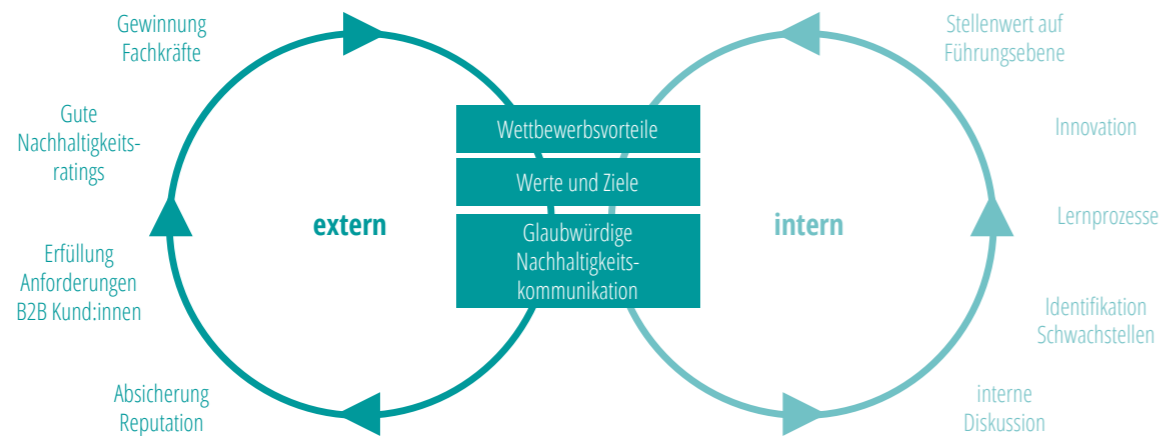 Gewinnung
Fachkräfte
Gute
Nachhaltigkeits-
ratings
Erfüllung
Anforderungen
B2B Kund:innen
Absicherung
Reputation
extern
Wettbewerbsvorteile
Werte und Ziele
Glaubwürdige
Nachhaltigkeits-
kommunikation
intern
Stellenwert auf
Führungsebene
Innovation
Lernprozesse
Identifikation
Schwachstellen
interne
Diskussion